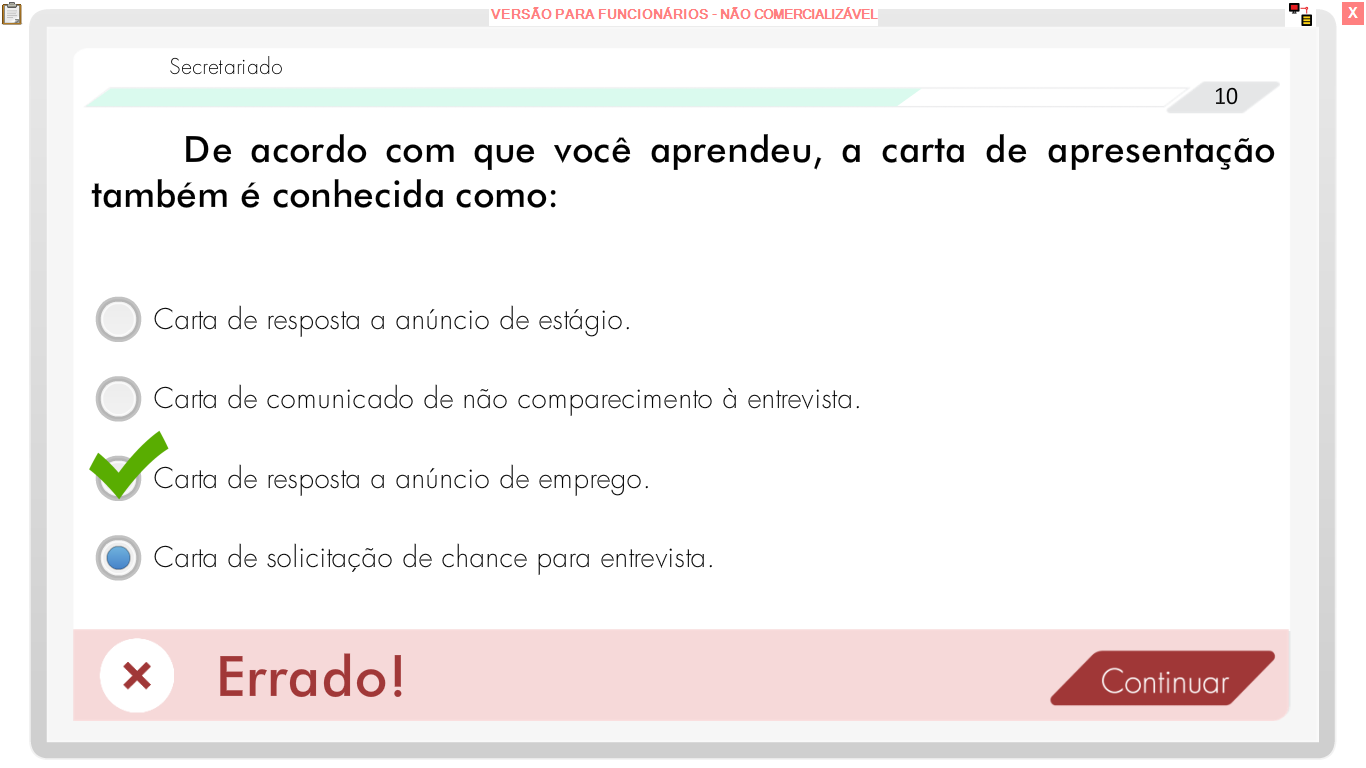 VERSÃO PARA FUNCIONÁRIOS - NÃO COMERCIALIZÁVEL
X
Secretariado
10
De acordo com que você aprendeu, a carta de apresentação
também é conhecida como:
Carta de resposta a anúncio de estágio.
Carta de comunicado de não comparecimento à entrevista.
Carta de resposta a anúncio de emprego.
Carta de solicitação de chance para entrevista.
Errado!
Continuar